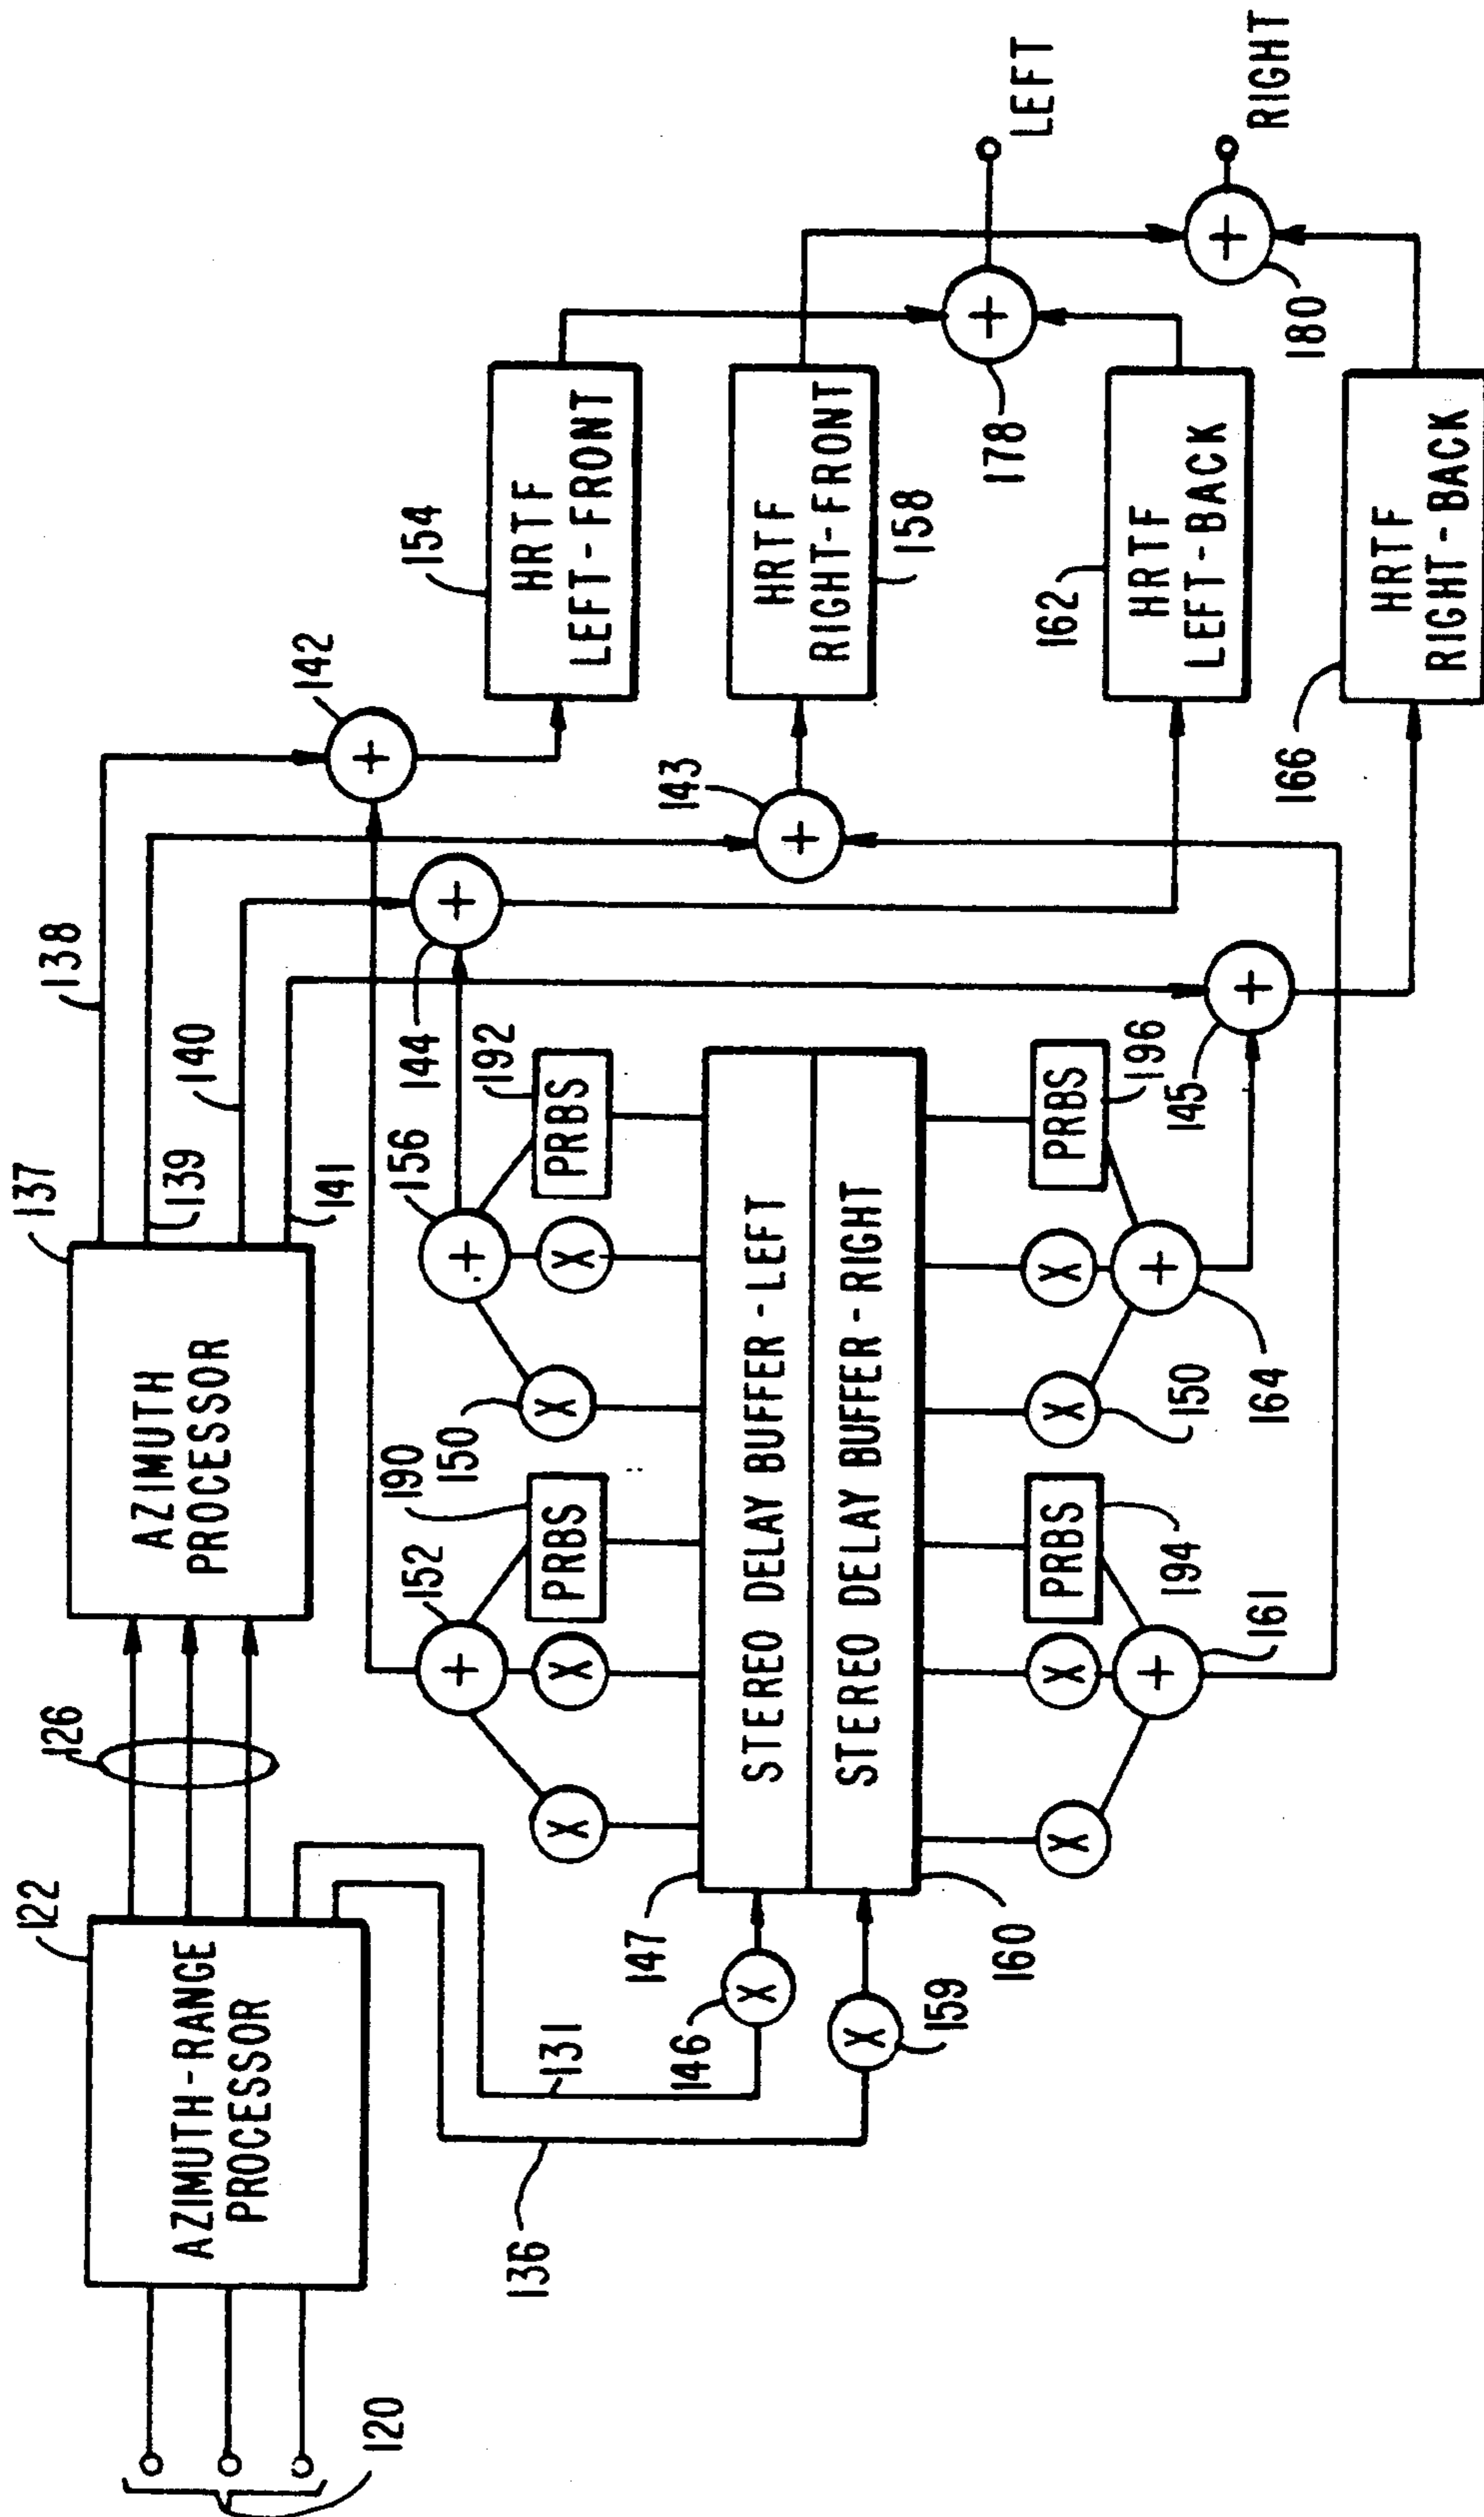 120
122
AZIMUTH-RANGE
PROCESSOR
126
137
AZIMUTH
PROCESSOR
138
139
140
141
142
143
144
145
136
131
146
159
147
160
STEREO DELAY BUFFER-LEFT
STEREO DELAY BUFFER-RIGHT
X
X
X
X
X
X
X
X
X
X
152
190
150
156
192
PRBS
PRBS
PRBS
PRBS
161
194
150
164
196
+
+
+
+
+
+
+
+
+
+
154
HRTF
LEFT-FRONT
HRTF
RIGHT-FRONT
158
162
HRTF
LEFT-BACK
166
HRTF
RIGHT-BACK
178
180
LEFT
RIGHT